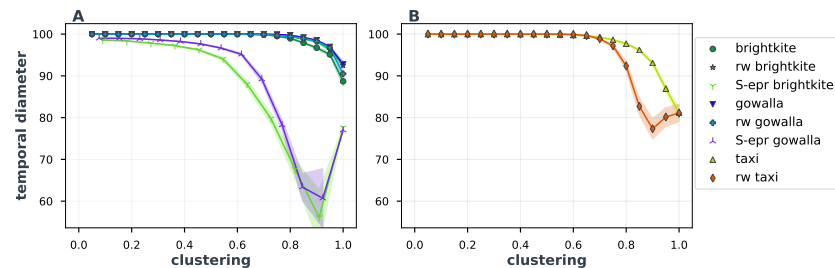 A
B
temporal diameter
100
90
80
70
60
0.0
0.2
0.4
0.6
0.8
1.0
clustering
100
90
80
70
60
0.0
0.2
0.4
0.6
0.8
1.0
clustering
brightkite
rw brightkite
S-epr brightkite
gowalla
rw gowalla
S-epr gowalla
taxi
rw taxi